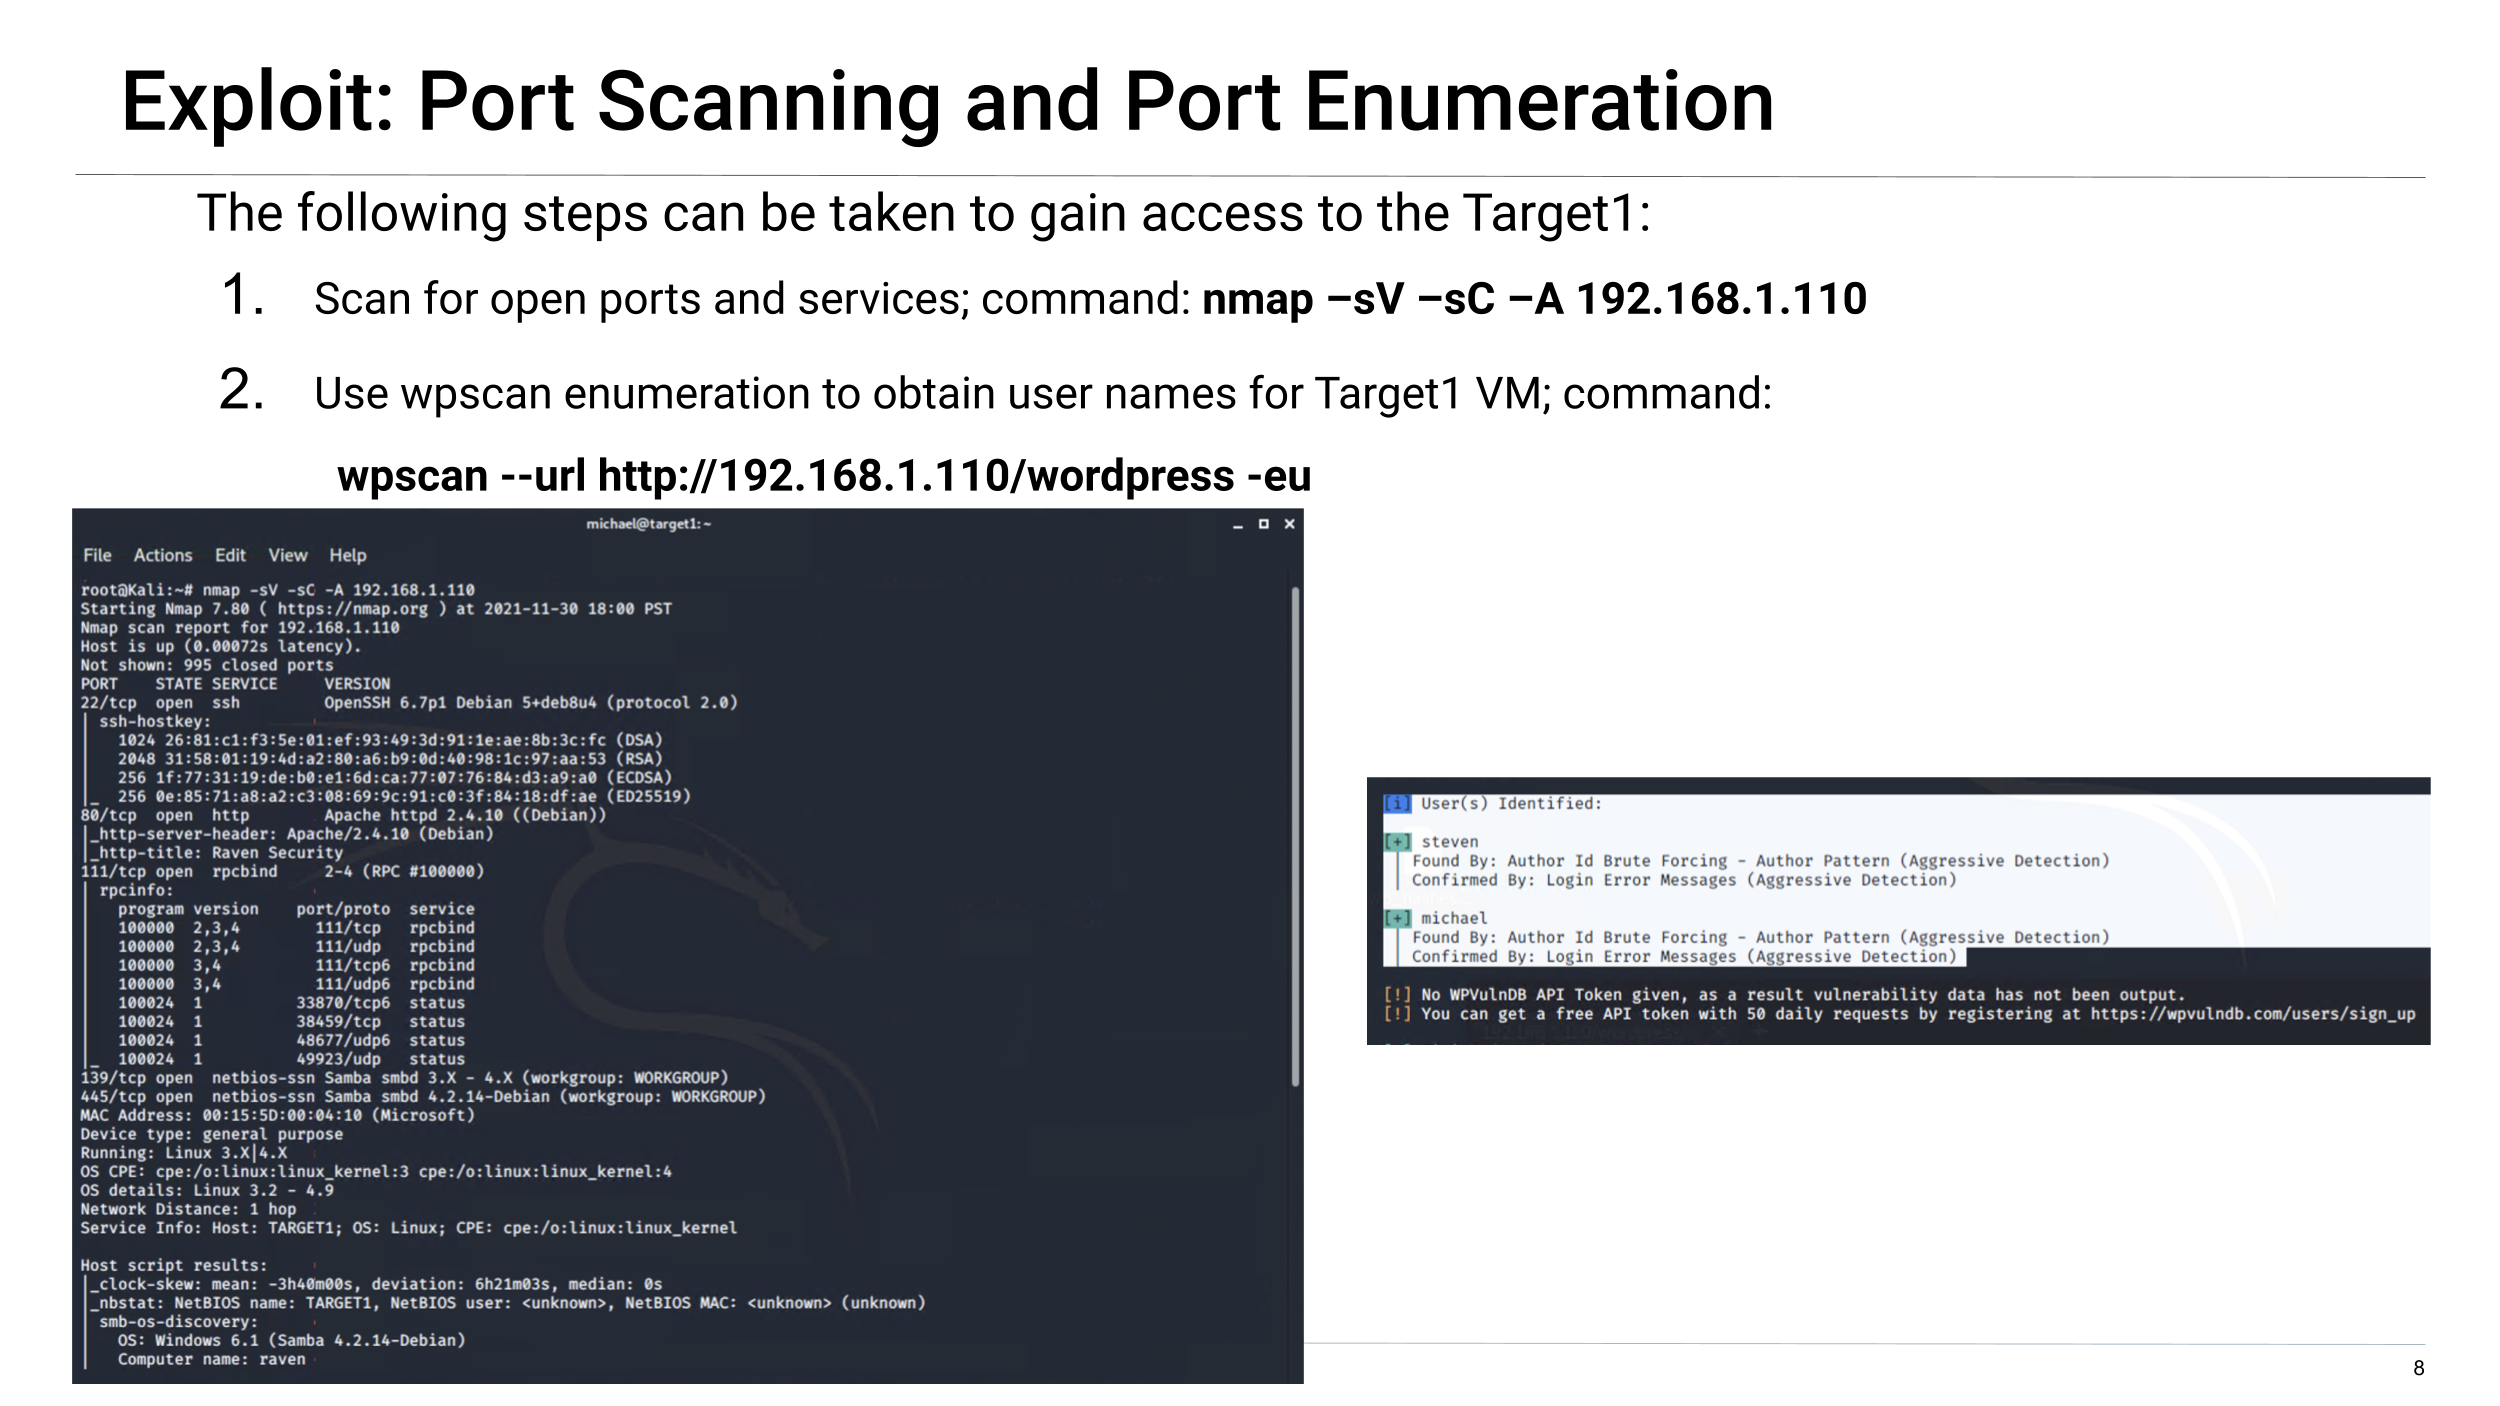 Exploit: Port Scanning and Port Enumeration
The following steps can be taken to gain access to the Target1:
1. Scan for open ports and services; command: nmap –sV –sC –A 192.168.1.110
2. Use wpscan enumeration to obtain user names for Target1 VM; command:
wpscan --url http://192.168.1.110/wordpress -eu
michael@target1: ~
File Actions Edit View Help
root@Kali:~# nmap -sV -sC -A 192.168.1.110
Starting Nmap 7.80 ( https://nmap.org ) at 2021-11-30 18:00 PST
Nmap scan report for 192.168.1.110
Host is up (0.00072s latency).
Not shown: 995 closed ports
PORT    STATE SERVICE     VERSION
22/tcp  open  ssh         OpenSSH 6.7p1 Debian 5+deb8u4 (protocol 2.0)
| ssh-hostkey:
|   1024 26:81:c1:f3:5e:01:ef:93:49:3d:91:1e:ae:8b:3c:fc (DSA)
|   2048 31:58:01:19:4d:a2:80:a6:b9:0d:40:98:1c:97:aa:53 (RSA)
|   256 1f:77:31:19:de:b0:e1:6d:ca:77:07:76:84:d3:a9:a0 (ECDSA)
|_  256 0e:85:71:a8:a2:c3:08:69:9c:91:c0:3f:84:18:df:ae (ED25519)
80/tcp  open  http        Apache httpd 2.4.10 ((Debian))
|_http-server-header: Apache/2.4.10 (Debian)
|_http-title: Raven Security
111/tcp open  rpcbind     2-4 (RPC #100000)
| rpcinfo:
|   program version    port/proto  service
|   100000  2,3,4        111/tcp   rpcbind
|   100000  2,3,4        111/udp   rpcbind
|   100000  3,4          111/tcp6  rpcbind
|   100000  3,4          111/udp6  rpcbind
|   100024  1          33870/tcp6  status
|   100024  1          38459/tcp   status
|   100024  1          48677/udp6  status
|_  100024  1          49923/udp   status
139/tcp open  netbios-ssn Samba smbd 3.X - 4.X (workgroup: WORKGROUP)
445/tcp open  netbios-ssn Samba smbd 4.2.14-Debian (workgroup: WORKGROUP)
MAC Address: 00:15:5D:00:04:10 (Microsoft)
Device type: general purpose
Running: Linux 3.X|4.X
OS CPE: cpe:/o:linux:linux_kernel:3 cpe:/o:linux:linux_kernel:4
OS details: Linux 3.2 - 4.9
Network Distance: 1 hop
Service Info: Host: TARGET1; OS: Linux; CPE: cpe:/o:linux:linux_kernel
Host script results:
|_clock-skew: mean: -3h40m00s, deviation: 6h21m03s, median: 0s
|_nbstat: NetBIOS name: TARGET1, NetBIOS user: <unknown>, NetBIOS MAC: <unknown> (unknown)
| smb-os-discovery:
|   OS: Windows 6.1 (Samba 4.2.14-Debian)
|   Computer name: raven
[i] User(s) Identified:
[+] steven
| Found By: Author Id Brute Forcing - Author Pattern (Aggressive Detection)
| Confirmed By: Login Error Messages (Aggressive Detection)
[+] michael
| Found By: Author Id Brute Forcing - Author Pattern (Aggressive Detection)
| Confirmed By: Login Error Messages (Aggressive Detection)
[!] No WPVulnDB API Token given, as a result vulnerability data has not been output.
[!] You can get a free API token with 50 daily requests by registering at https://wpvulndb.com/users/sign_up
8